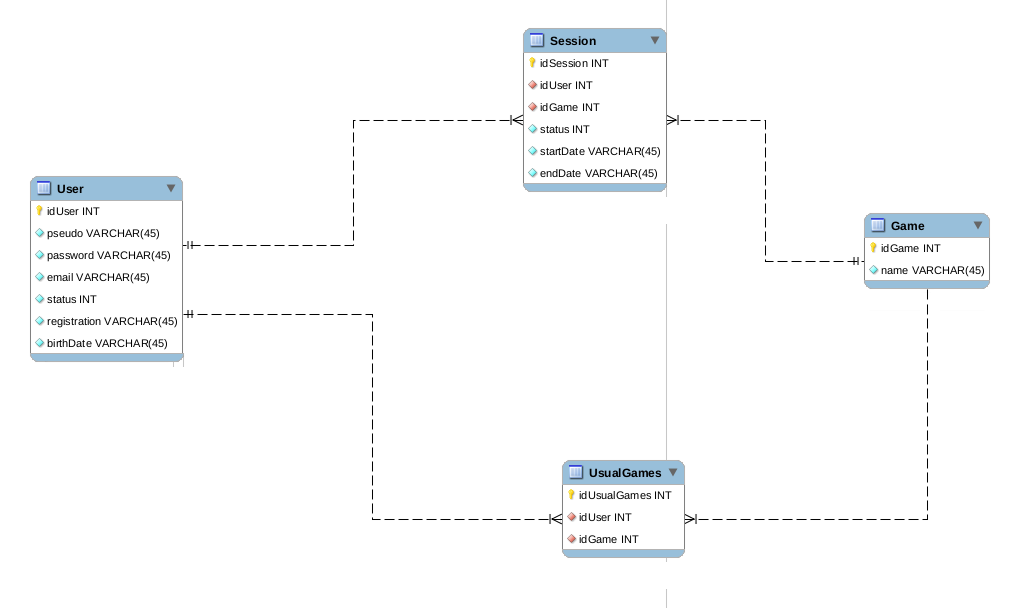 Session
idSession INT
idUser INT
idGame INT
status INT
startDate VARCHAR(45)
endDate VARCHAR(45)
User
idUser INT
pseudo VARCHAR(45)
password VARCHAR(45)
email VARCHAR(45)
status INT
registration VARCHAR(45)
birthDate VARCHAR(45)
Game
idGame INT
name VARCHAR(45)
UsualGames
idUsualGames INT
idUser INT
idGame INT